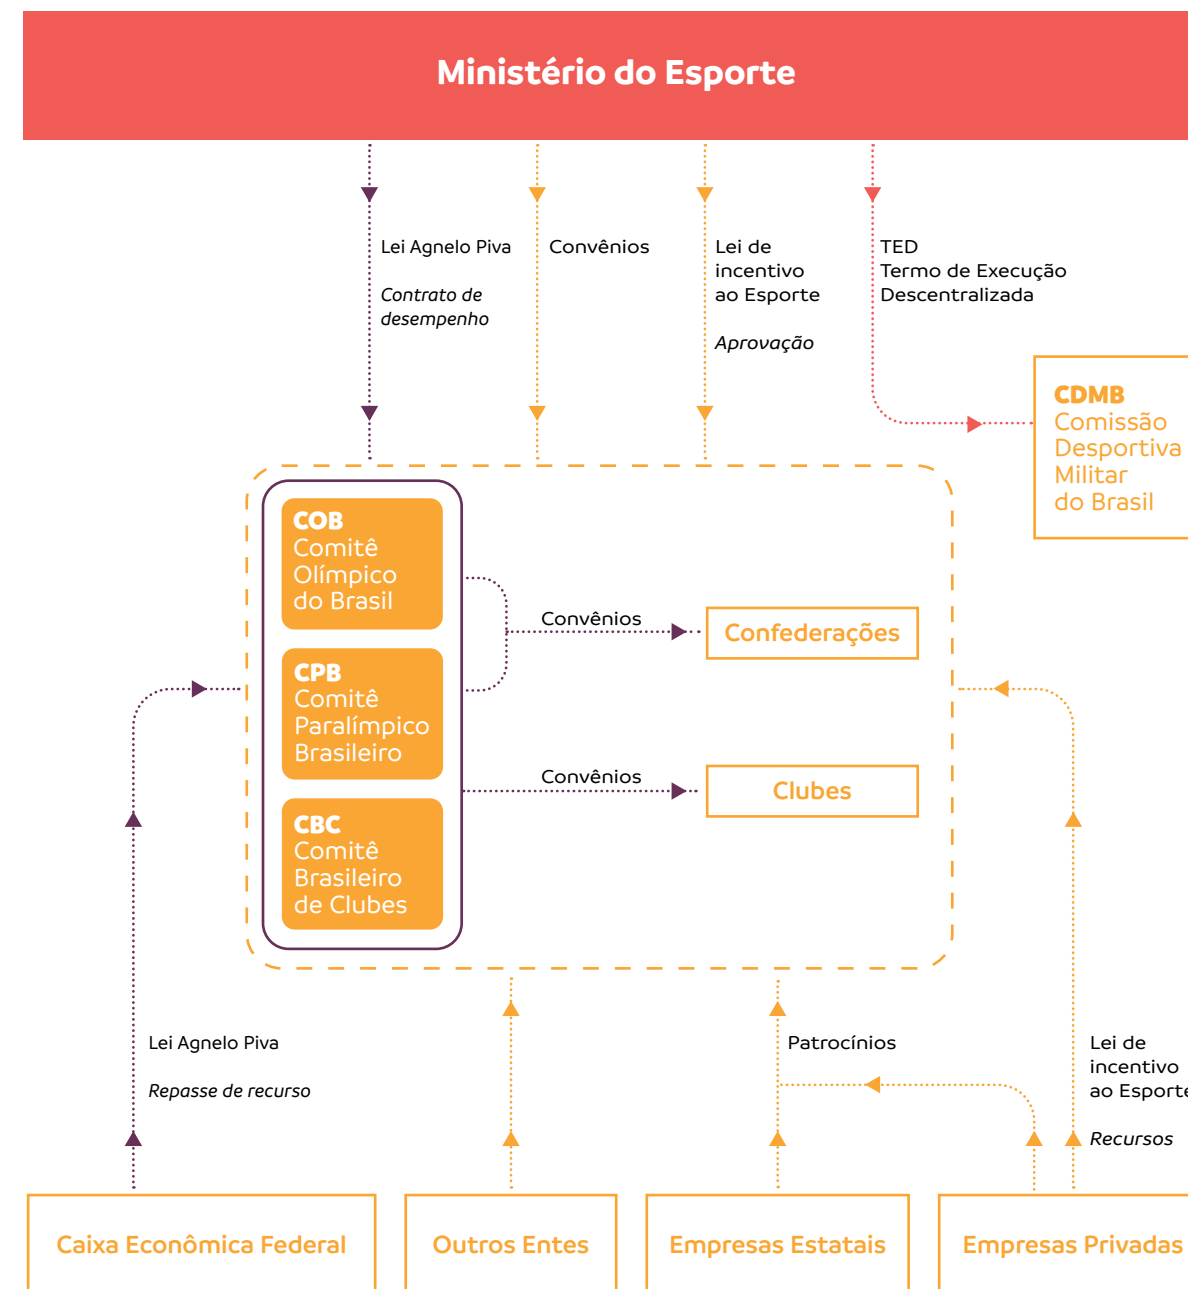 Ministério do Esporte
Lei Agnelo Piva
Contrato de
desempenho
Convênios
Lei de
incentivo
ao Esporte
Aprovação
TED
Termo de Execução
Descentralizada
CDMB
Comissão
Desportiva
Militar
do Brasil
COB
Comitê
Olímpico
do Brasil
CPB
Comitê
Paralímpico
Brasileiro
CBC
Comitê
Brasileiro
de Clubes
Convênios
Confederações
Convênios
Clubes
Lei Agnelo Piva
Repasse de recurso
Patrocínios
Lei de
incentivo
ao Esporte
Recursos
Caixa Econômica Federal
Outros Entes
Empresas Estatais
Empresas Privadas